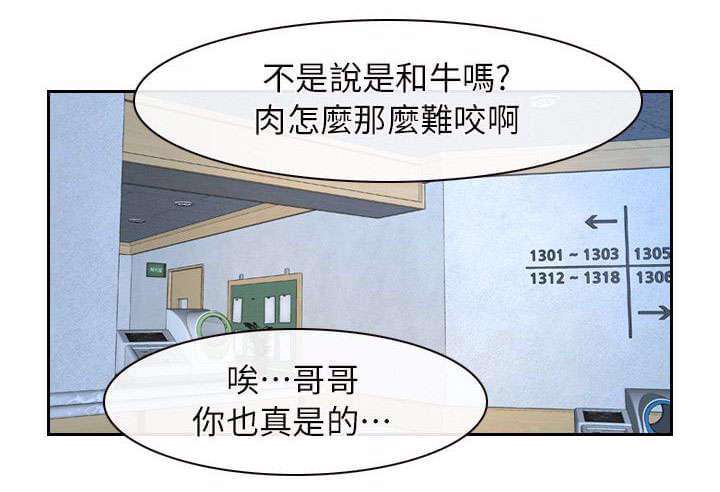 不是說是和牛嗎?
肉怎麼那麼難咬啊
1301 ~ 1303 1305
1312 ~ 1318 1306
唉…哥哥
你也真是的…